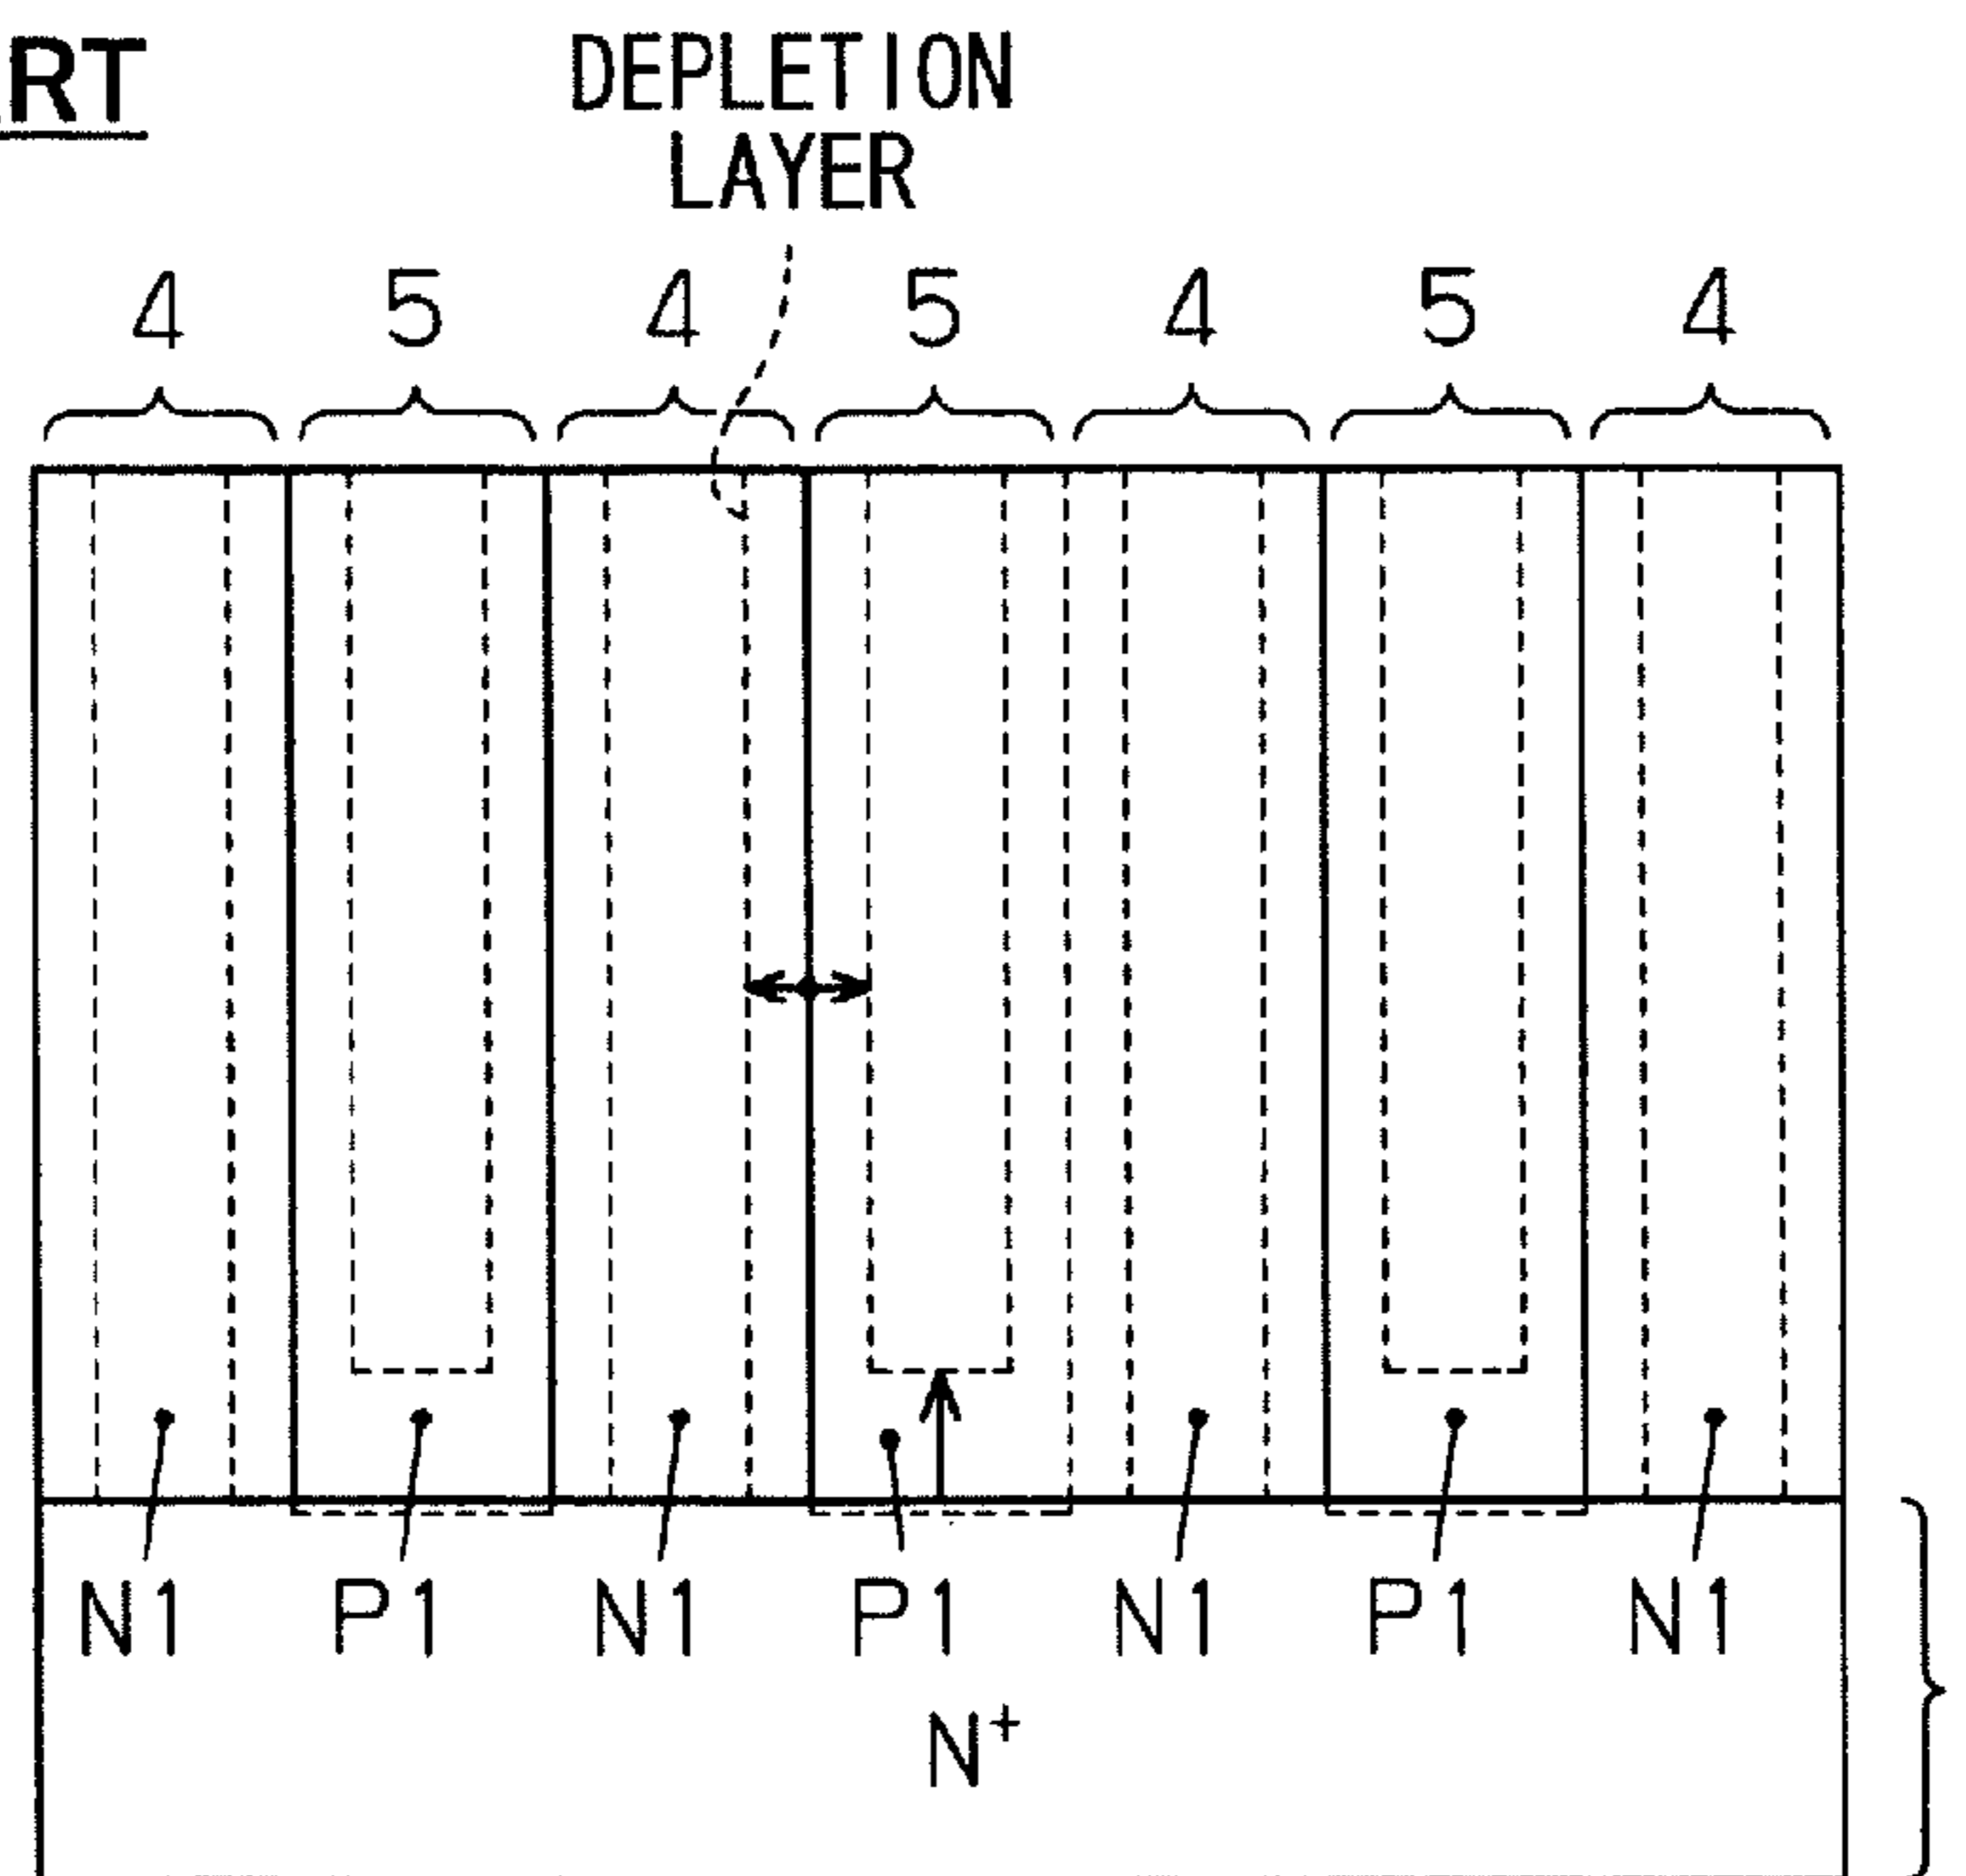 RT
DEPLETION
LAYER
4 5 4 5 4 5 4
N1 P1 N1 P1 N1 P1 N1
N+